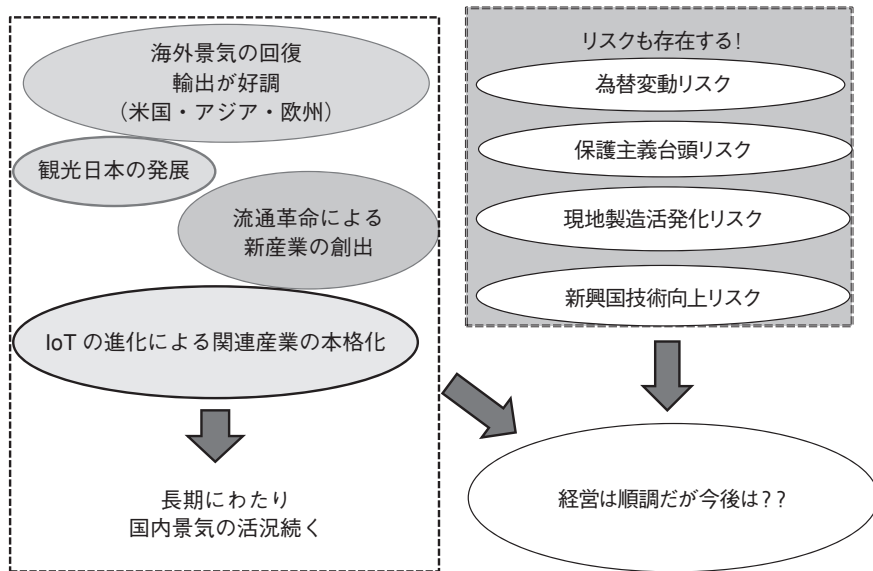 海外景気の回復
輸出が好調
（米国・アジア・欧州）
観光日本の発展
流通革命による
新産業の創出
IoT の進化による関連産業の本格化
長期にわたり
国内景気の活況続く
リスクも存在する！
為替変動リスク
保護主義台頭リスク
現地製造活発化リスク
新興国技術向上リスク
経営は順調だが今後は？？